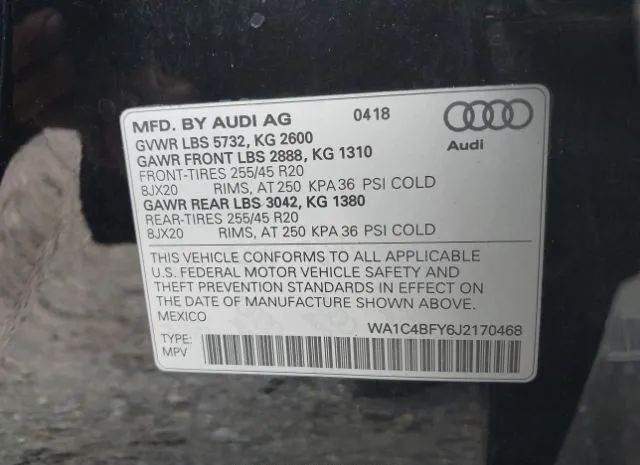 MFD. BY AUDI AG 0418
GVWR LBS 5732, KG 2600
GAWR FRONT LBS 2888, KG 1310
FRONT-TIRES 255/45 R20
8JX20 RIMS, AT 250 KPA 36 PSI COLD
GAWR REAR LBS 3042, KG 1380
REAR-TIRES 255/45 R20
8JX20 RIMS, AT 250 KPA 36 PSI COLD
Audi
THIS VEHICLE CONFORMS TO ALL APPLICABLE
U.S. FEDERAL MOTOR VEHICLE SAFETY AND
THEFT PREVENTION STANDARDS IN EFFECT ON
THE DATE OF MANUFACTURE SHOWN ABOVE.
MEXICO
WA1C4BFY6J2170468
TYPE:
MPV